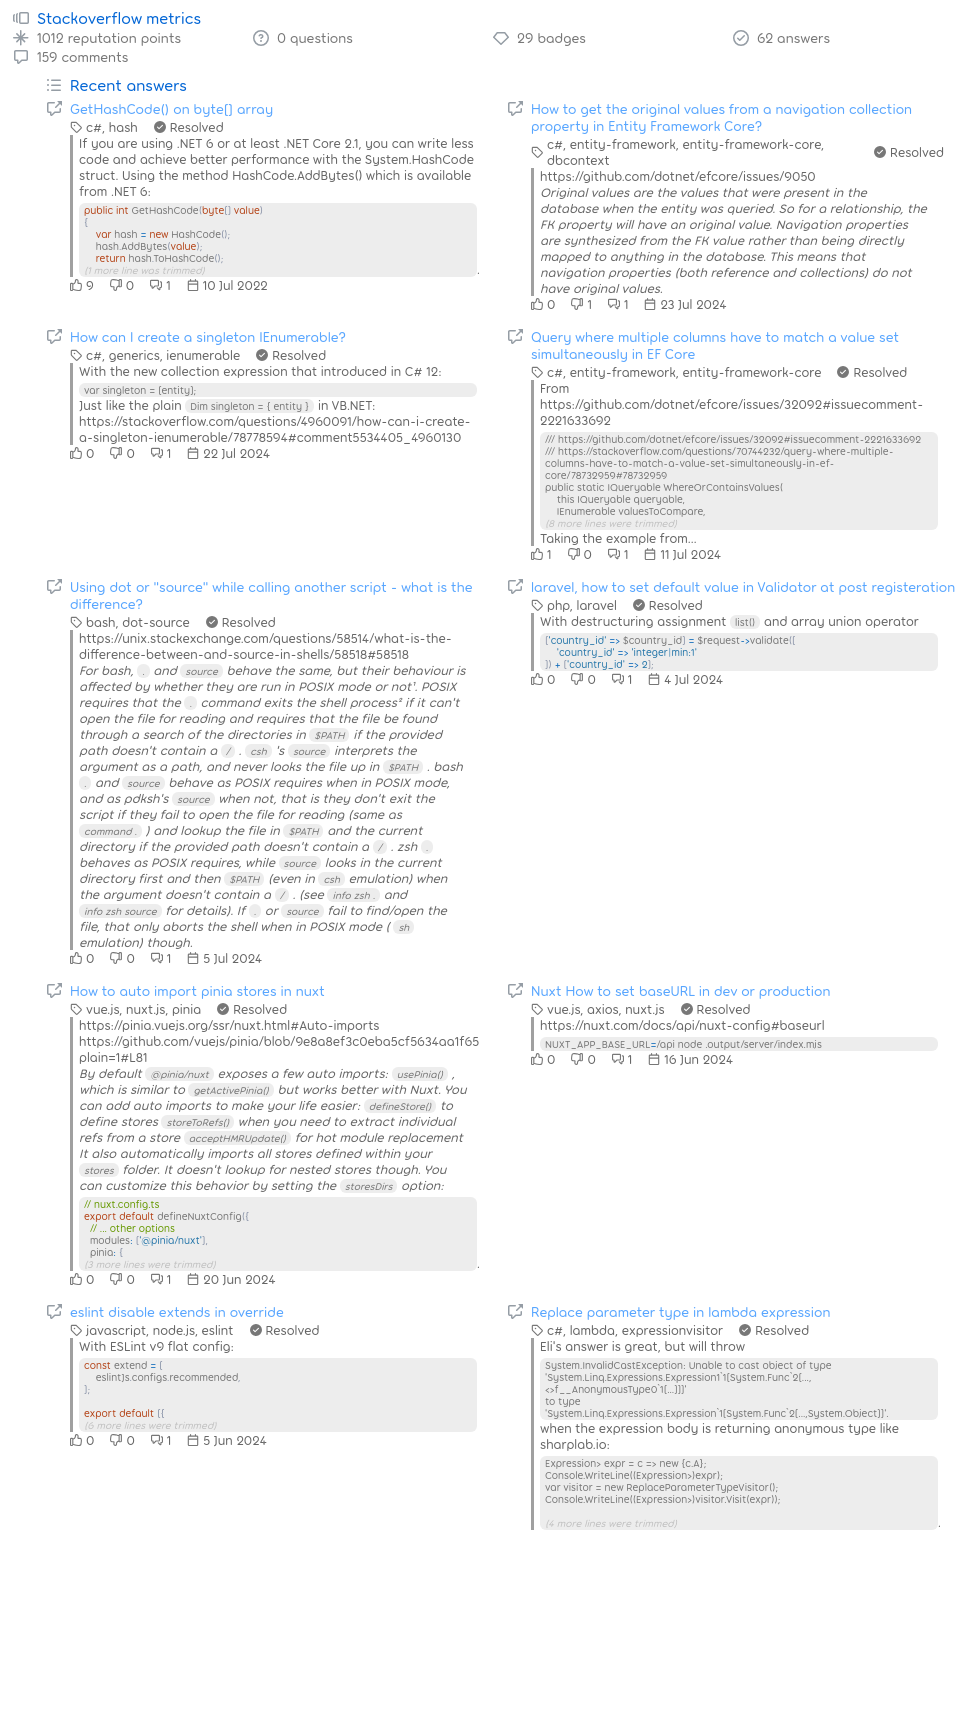 Stackoverflow metrics
1012 reputation points
0 questions
29 badges
62 answers
159 comments
Recent answers
GetHashCode() on byte[] array
c#, hash Resolved
If you are using .NET 6 or at least .NET Core 2.1, you can write less
code and achieve better performance with the System.HashCode
struct. Using the method HashCode.AddBytes() which is available
from .NET 6:
public int GetHashCode(byte[] value)
{
var hash = new HashCode();
hash.AddBytes(value);
return hash.ToHashCode();
(1 more line was trimmed)
.
9 0 1 10 Jul 2022
How to get the original values from a navigation collection
property in Entity Framework Core?
c#, entity-framework, entity-framework-core,
dbcontext
Resolved
https://github.com/dotnet/efcore/issues/9050
Original values are the values that were present in the
database when the entity was queried. So for a relationship, the
FK property will have an original value. Navigation properties
are synthesized from the FK value rather than being directly
mapped to anything in the database. This means that
navigation properties (both reference and collections) do not
have original values.
0 1 1 23 Jul 2024
How can I create a singleton IEnumerable?
c#, generics, ienumerable Resolved
With the new collection expression that introduced in C# 12:
var singleton = [entity];
Just like the plain Dim singleton = { entity } in VB.NET:
https://stackoverflow.com/questions/4960091/how-can-i-create-
a-singleton-ienumerable/78778594#comment5534405_4960130
0 0 1 22 Jul 2024
Query where multiple columns have to match a value set
simultaneously in EF Core
c#, entity-framework, entity-framework-core Resolved
From
https://github.com/dotnet/efcore/issues/32092#issuecomment-
2221633692
/// https://github.com/dotnet/efcore/issues/32092#issuecomment-2221633692
/// https://stackoverflow.com/questions/70744232/query-where-multiple-
columns-have-to-match-a-value-set-simultaneously-in-ef-
core/78732959#78732959
public static IQueryable WhereOrContainsValues(
this IQueryable queryable,
IEnumerable valuesToCompare,
(8 more lines were trimmed)
Taking the example from...
1 0 1 11 Jul 2024
Using dot or "source" while calling another script - what is the
difference?
bash, dot-source Resolved
https://unix.stackexchange.com/questions/58514/what-is-the-
difference-between-and-source-in-shells/58518#58518
For bash, . and source behave the same, but their behaviour is
affected by whether they are run in POSIX mode or not¹. POSIX
requires that the . command exits the shell process² if it can't
open the file for reading and requires that the file be found
through a search of the directories in $PATH if the provided
path doesn't contain a / . csh 's source interprets the
argument as a path, and never looks the file up in $PATH . bash
. and source behave as POSIX requires when in POSIX mode,
and as pdksh's source when not, that is they don't exit the
script if they fail to open the file for reading (same as
command . ) and lookup the file in $PATH and the current
directory if the provided path doesn't contain a / . zsh .
behaves as POSIX requires, while source looks in the current
directory first and then $PATH (even in csh emulation) when
the argument doesn't contain a / . (see info zsh . and
info zsh source for details). If . or source fail to find/open the
file, that only aborts the shell when in POSIX mode ( sh
emulation) though.
0 0 1 5 Jul 2024
laravel, how to set default value in Validator at post registeration
php, laravel Resolved
With destructuring assignment list() and array union operator
['country_id' => $country_id] = $request->validate([
'country_id' => 'integer|min:1'
]) + ['country_id' => 2];
0 0 1 4 Jul 2024
How to auto import pinia stores in nuxt
vue.js, nuxt.js, pinia Resolved
https://pinia.vuejs.org/ssr/nuxt.html#Auto-imports
https://github.com/vuejs/pinia/blob/9e8a8ef3c0eba5cf5634aa1f65
plain=1#L81
By default @pinia/nuxt exposes a few auto imports: usePinia() ,
which is similar to getActivePinia() but works better with Nuxt. You
can add auto imports to make your life easier: defineStore() to
define stores storeToRefs() when you need to extract individual
refs from a store acceptHMRUpdate() for hot module replacement
It also automatically imports all stores defined within your
stores folder. It doesn't lookup for nested stores though. You
can customize this behavior by setting the storesDirs option:
// nuxt.config.ts
export default defineNuxtConfig({
// ... other options
modules: ['@pinia/nuxt'],
pinia: {
(3 more lines were trimmed)
.
0 0 1 20 Jun 2024
Nuxt How to set baseURL in dev or production
vue.js, axios, nuxt.js Resolved
https://nuxt.com/docs/api/nuxt-config#baseurl
NUXT_APP_BASE_URL=/api node .output/server/index.mjs
0 0 1 16 Jun 2024
eslint disable extends in override
javascript, node.js, eslint Resolved
With ESLint v9 flat config:
const extend = [
eslintJs.configs.recommended,
];
export default [{
(6 more lines were trimmed)
0 0 1 5 Jun 2024
Replace parameter type in lambda expression
c#, lambda, expressionvisitor Resolved
Eli's answer is great, but will throw
System.InvalidCastException: Unable to cast object of type
'System.Linq.Expressions.Expression1`1[System.Func`2[...,
<>f__AnonymousType0`1[...]]]'
to type
'System.Linq.Expressions.Expression`1[System.Func`2[...,System.Object]]'.
when the expression body is returning anonymous type like
sharplab.io:
Expression> expr = c => new {c.A};
Console.WriteLine((Expression>)expr);
var visitor = new ReplaceParameterTypeVisitor();
Console.WriteLine((Expression>)visitor.Visit(expr));
(4 more lines were trimmed)
.